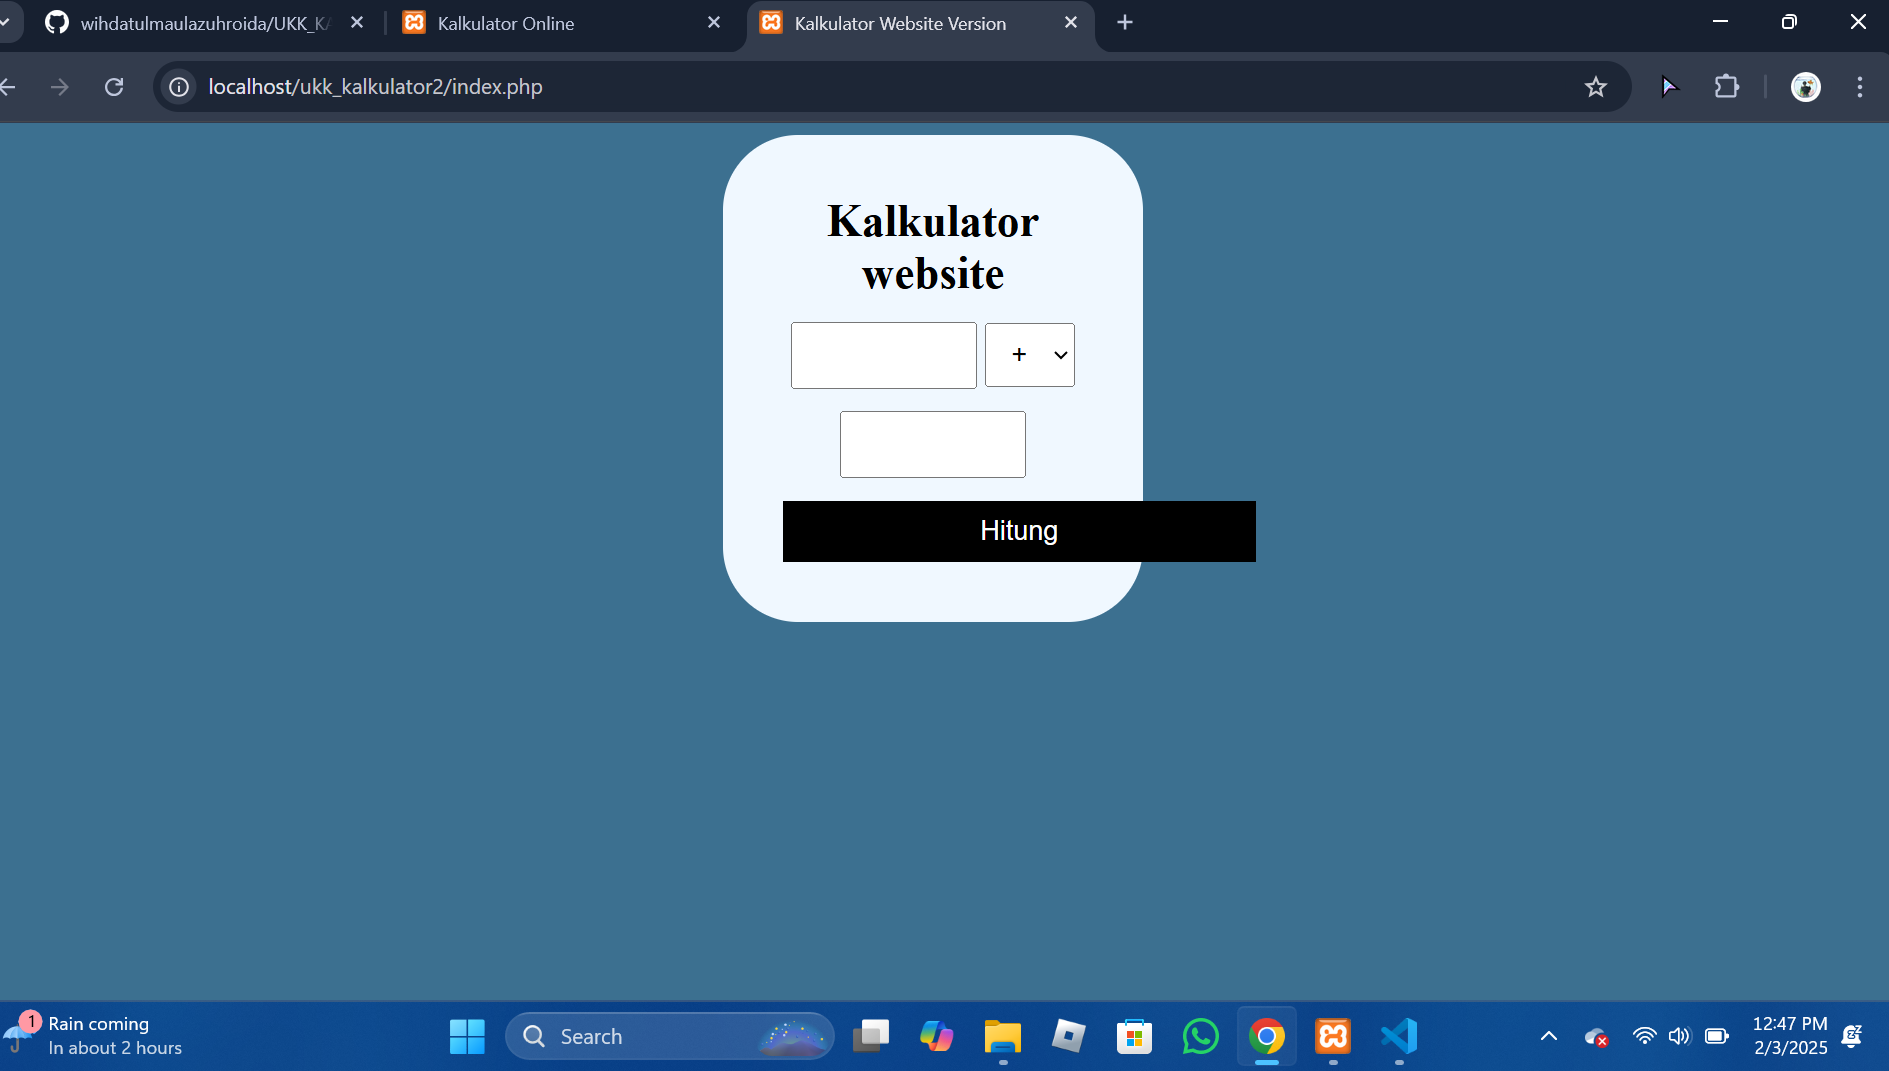 wihdatulmaulazuhroida/UKK_KA
Kalkulator Online
Kalkulator Website Version
localhost/ukk_kalkulator2/index.php
Kalkulator
website
+
Hitung
1
Rain coming
In about 2 hours
Search
12:47 PM
2/3/2025